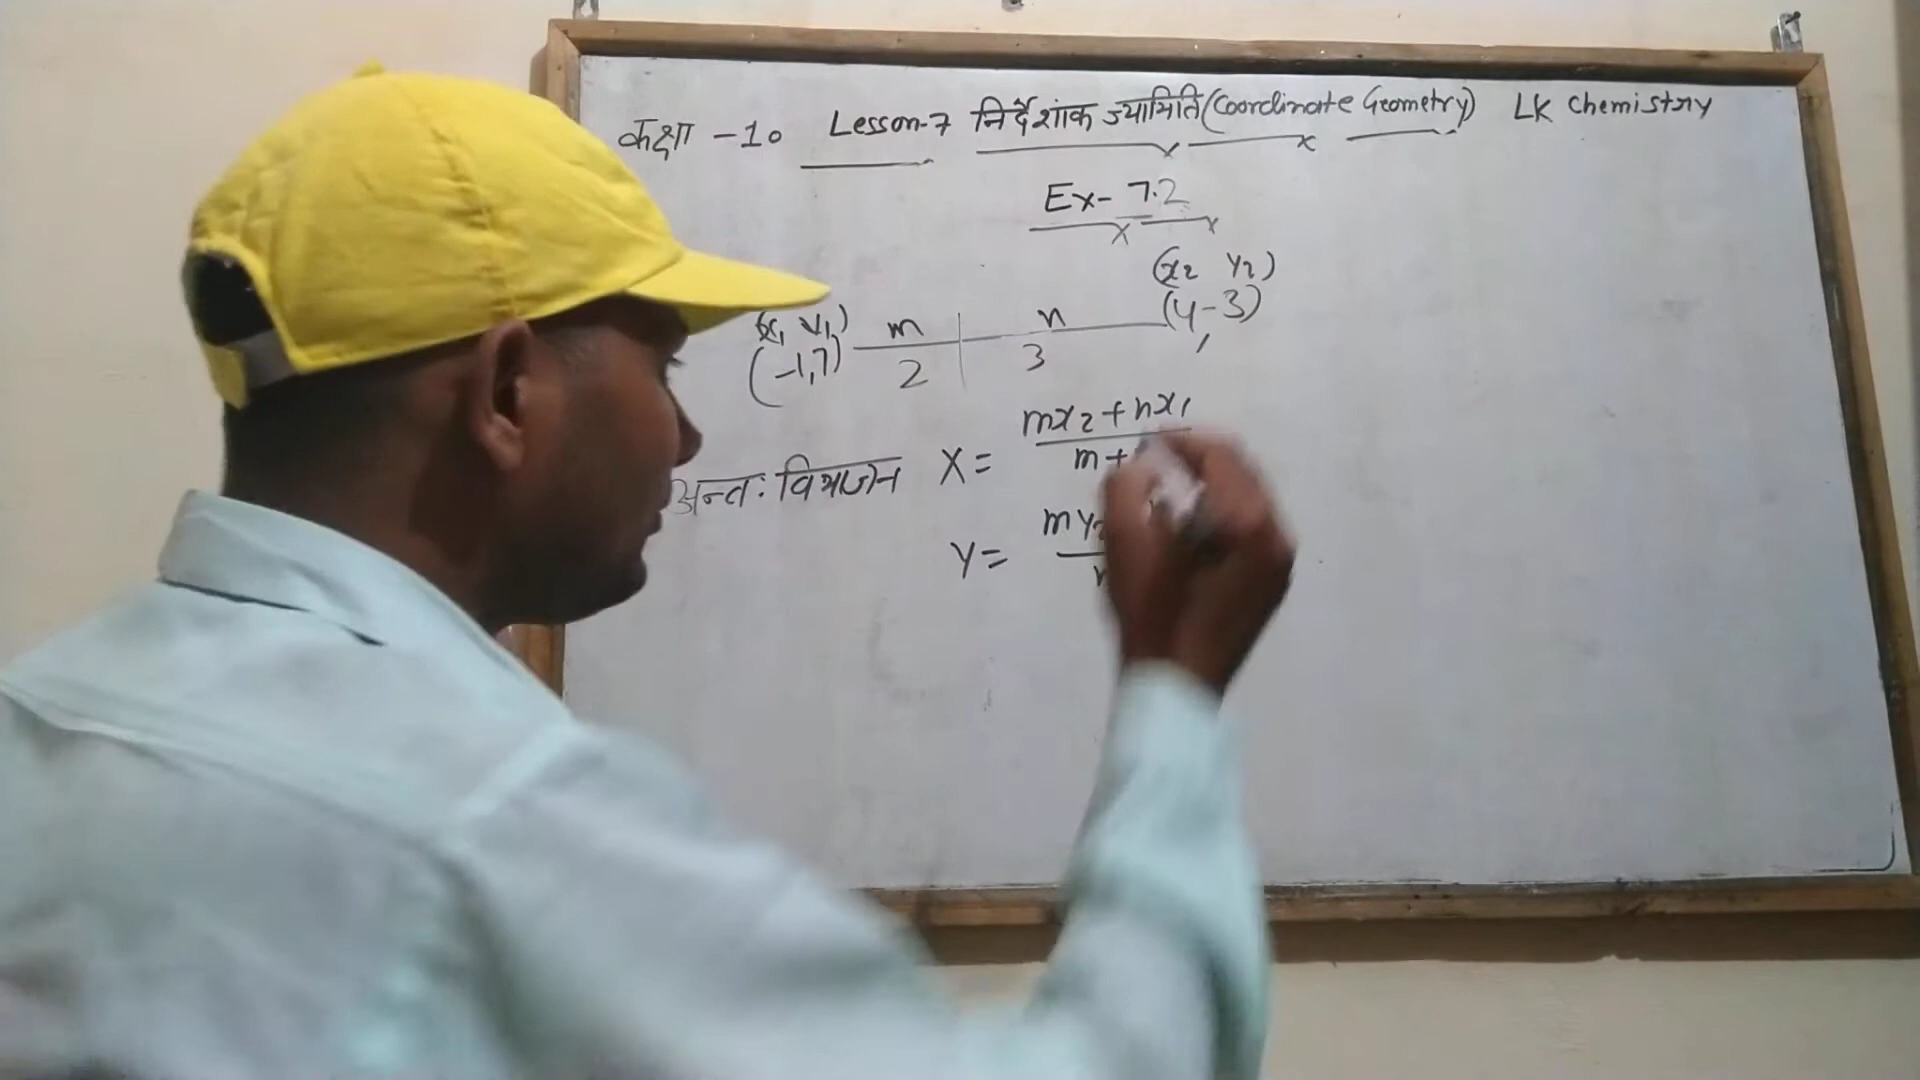 कक्षा -10 Lesson-7 निर्देशांक ज्यामिति (Coordinate Geometry) LK Chemistry
Ex- 7.2
(x2 y2)
(x1 y1) m n (4,-3)
(-1,7) 2 3
mx2+nx1
अन्तः विभाजन X=
m+
my2
Y=